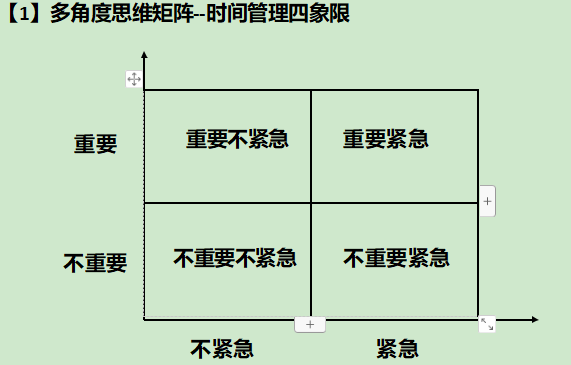 【1】多角度思维矩阵--时间管理四象限
重要
重要不紧急
重要紧急
不重要
不重要不紧急
不重要紧急
不紧急
紧急